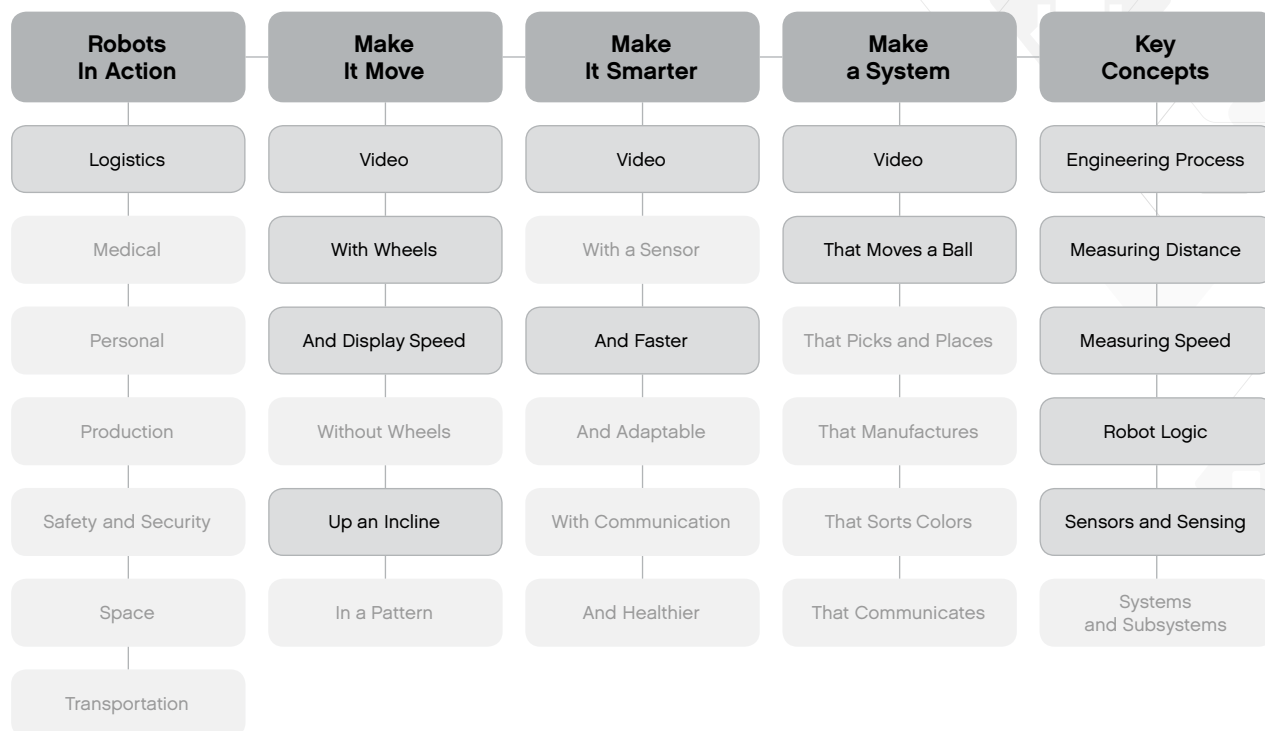 Robots
In Action
Logistics
Medical
Personal
Production
Safety and Security
Space
Transportation
Make
It Move
Video
With Wheels
And Display Speed
Without Wheels
Up an Incline
In a Pattern
Make
It Smarter
Video
With a Sensor
And Faster
And Adaptable
With Communication
And Healthier
Make
a System
Video
That Moves a Ball
That Picks and Places
That Manufactures
That Sorts Colors
That Communicates
Key
Concepts
Engineering Process
Measuring Distance
Measuring Speed
Robot Logic
Sensors and Sensing
Systems
and Subsystems